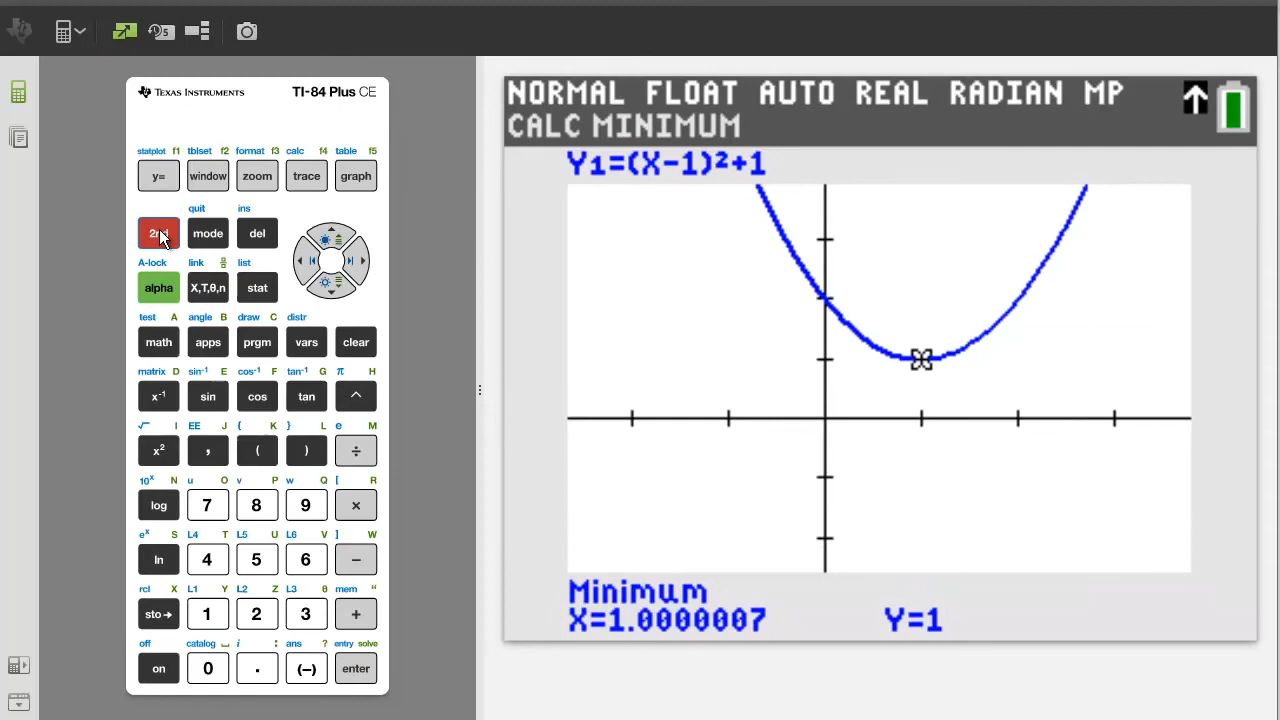 5
TEXAS INSTRUMENTS TI-84 Plus CE
statplot f1 tblset f2 format f3 calc f4 table f5
y= window zoom trace graph
quit ins
2nd mode del
A-lock link list
alpha X,T,θ,n stat
test A angle B draw C distr
math apps prgm vars clear
matrix D sin⁻¹ E cos⁻¹ F tan⁻¹ G π H
x⁻¹ sin cos tan ^
√ I EE J { K } L e M
x² , ( ) ÷
10ˣ N u O v P w Q [ R
log 7 8 9 ×
eˣ S L4 T L5 U L6 V ] W
ln 4 5 6 −
rcl X L1 Y L2 Z L3 θ mem “
sto→ 1 2 3 +
off catalog ␣ i : ans ? entry solve
on 0 . (−) enter
NORMAL FLOAT AUTO REAL RADIAN MP
CALC MINIMUM
Y₁=(X−1)²+1
Minimum
X=1.0000007 Y=1